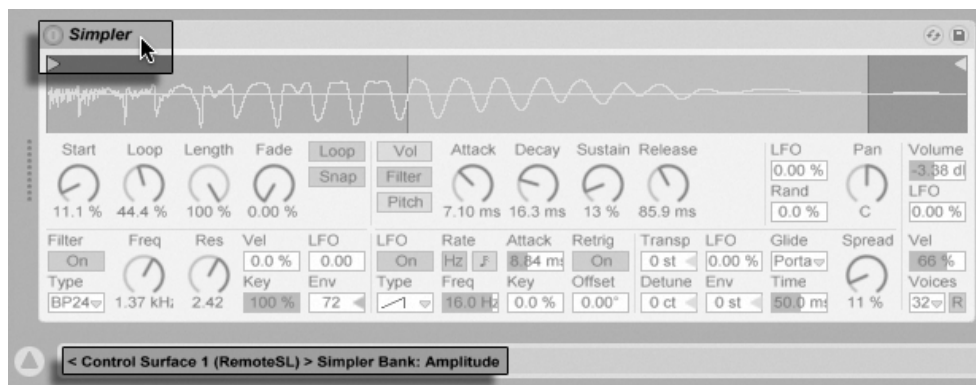 Simpler
Start Loop Length Fade Loop Vol Attack Decay Sustain Release LFO Pan Volume
Snap Filter 0.00 % -3.38 dl
Pitch Rand LFO
11.1 % 44.4 % 100 % 0.00 % 7.10 ms 16.3 ms 13 % 85.9 ms 0.0 % C 0.00 %
Filter Freq Res Vel LFO LFO Rate Attack Retrig Transp LFO Glide Spread Vel
On 0.0 % 0.00 On Hz 8.84 m On 0 st 0.00 % Porta 66 %
Type Key Env Type Freq Key Offset Detune Env Time Voices
BP24 1.37 kHz 2.42 100 % 72 16.0 Hz 0.0 % 0.00° 0 ct 0 st 50.0 m 11 % 32 R
< Control Surface 1 (RemoteSL) > Simpler Bank: Amplitude